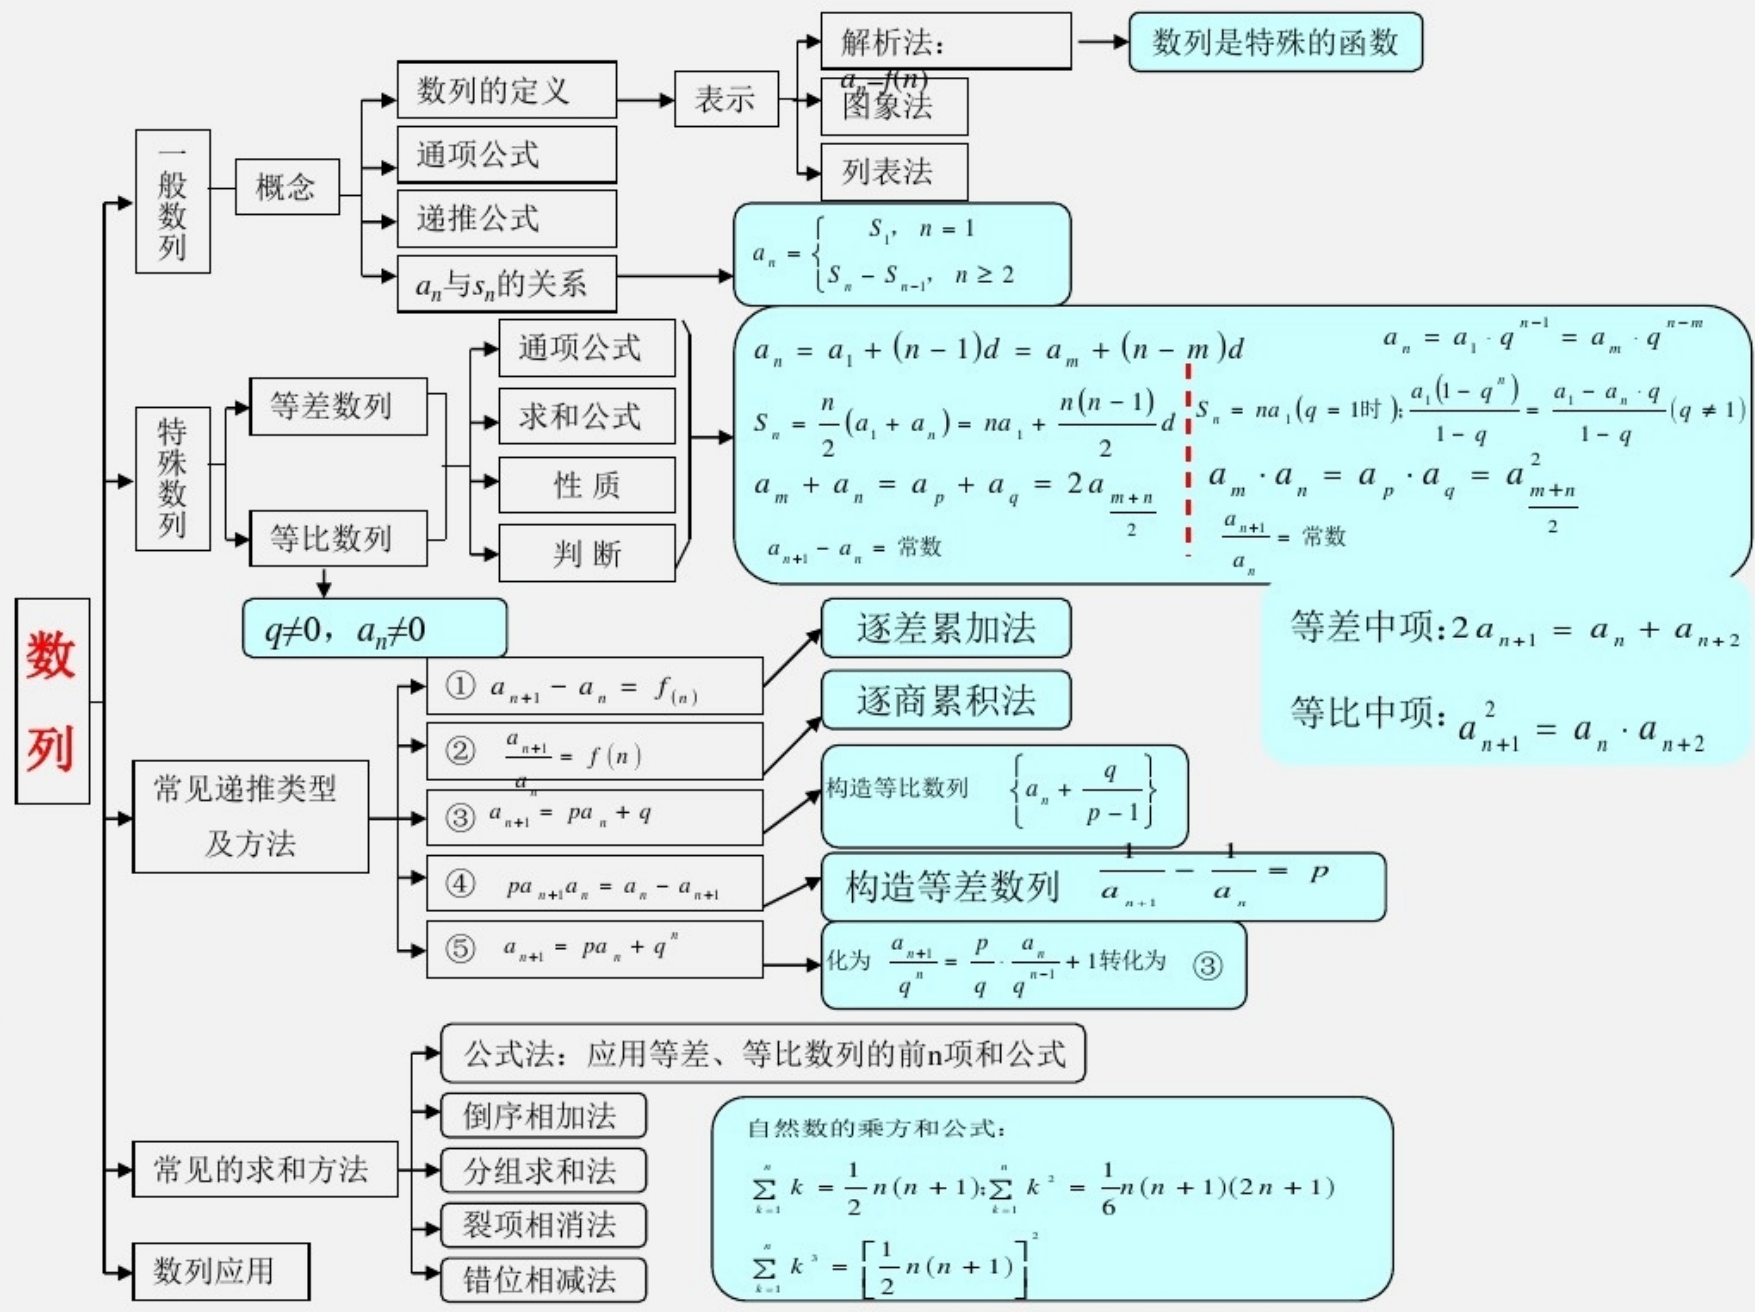 数列
一般数列
概念
数列的定义
通项公式
递推公式
aₙ与sₙ的关系
表示
解析法：
aₙ=f(n)
图象法
列表法
数列是特殊的函数
aₙ = { S₁, n = 1
Sₙ − Sₙ₋₁, n ≥ 2
特殊数列
等差数列
等比数列
q≠0，aₙ≠0
通项公式
求和公式
性 质
判 断
aₙ = a₁ + (n − 1)d = aₘ + (n − m)d
Sₙ = n/2 (a₁ + aₙ) = na₁ + n(n − 1)/2 d
aₘ + aₙ = aₚ + a_q = 2a_{(m+n)/2}
aₙ₊₁ − aₙ = 常数
aₙ = a₁ · qⁿ⁻¹ = aₘ · qⁿ⁻ᵐ
Sₙ = na₁(q = 1时); a₁(1 − qⁿ)/(1 − q) = (a₁ − aₙ · q)/(1 − q) (q ≠ 1)
aₘ · aₙ = aₚ · a_q = a²_{(m+n)/2}
aₙ₊₁/aₙ = 常数
等差中项：2aₙ₊₁ = aₙ + aₙ₊₂
等比中项：a²ₙ₊₁ = aₙ · aₙ₊₂
常见递推类型
及方法
① aₙ₊₁ − aₙ = f(n)
② aₙ₊₁/aₙ = f(n)
③ aₙ₊₁ = paₙ + q
④ paₙ₊₁aₙ = aₙ − aₙ₊₁
⑤ aₙ₊₁ = paₙ + qⁿ
逐差累加法
逐商累积法
构造等比数列 {aₙ + q/(p − 1)}
构造等差数列 1/aₙ₊₁ − 1/aₙ = p
化为 aₙ₊₁/qⁿ = p/q · aₙ/qⁿ⁻¹ + 1转化为 ③
常见的求和方法
公式法：应用等差、等比数列的前n项和公式
倒序相加法
分组求和法
裂项相消法
错位相减法
自然数的乘方和公式：
∑ₖ₌₁ⁿ k = 1/2 n(n + 1); ∑ₖ₌₁ⁿ k² = 1/6 n(n + 1)(2n + 1)
∑ₖ₌₁ⁿ k³ = [1/2 n(n + 1)]²
数列应用